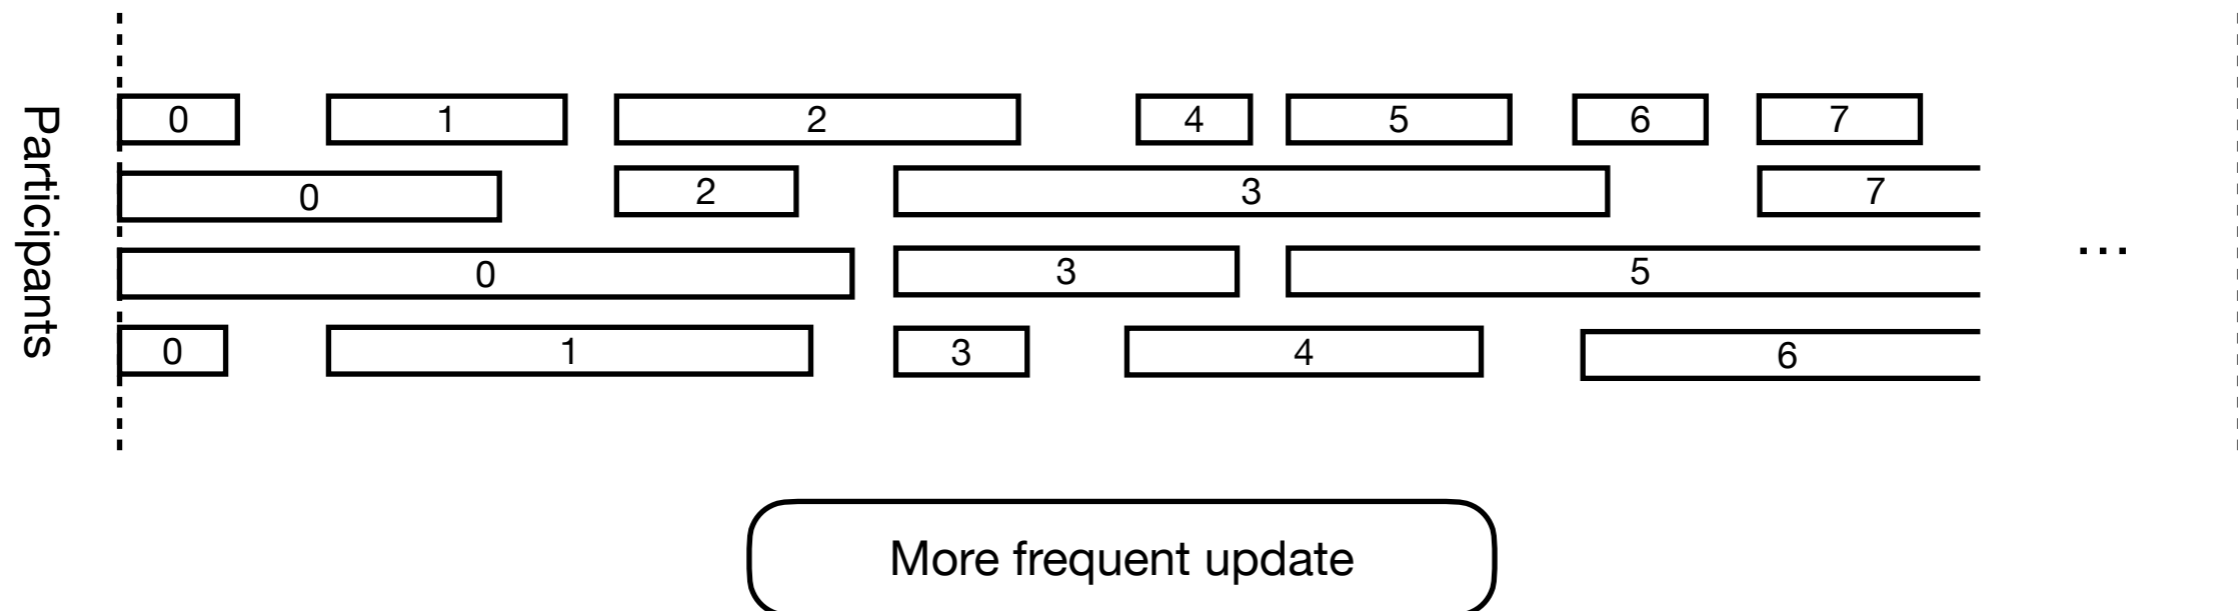 Participants
0 1 2 4 5 6 7
0 2 3 7
0 3 5
...
0 1 3 4 6
More frequent update